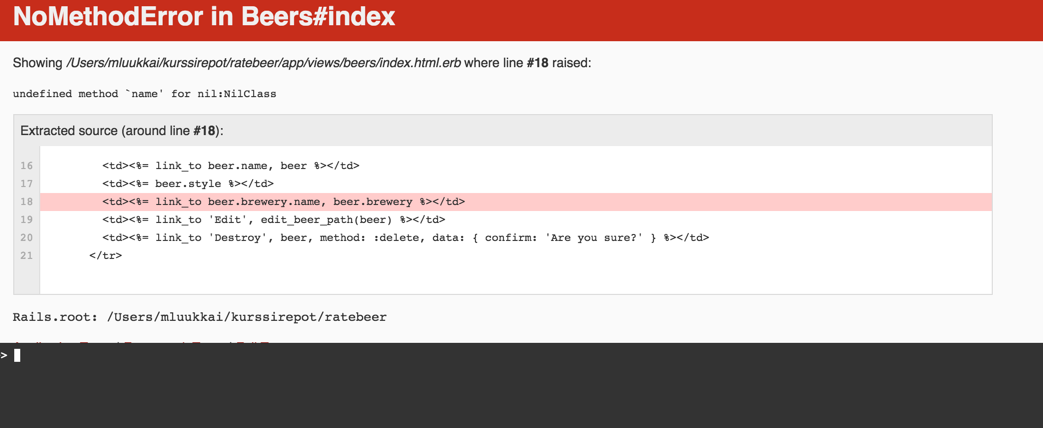 NoMethodError in Beers#index
Showing /Users/mluukkai/kurssirepot/ratebeer/app/views/beers/index.html.erb where line #18 raised:
undefined method `name' for nil:NilClass
Extracted source (around line #18):
16 <td><%= link_to beer.name, beer %></td>
17 <td><%= beer.style %></td>
18 <td><%= link_to beer.brewery.name, beer.brewery %></td>
19 <td><%= link_to 'Edit', edit_beer_path(beer) %></td>
20 <td><%= link_to 'Destroy', beer, method: :delete, data: { confirm: 'Are you sure?' } %></td>
21 </tr>
Rails.root: /Users/mluukkai/kurssirepot/ratebeer
>